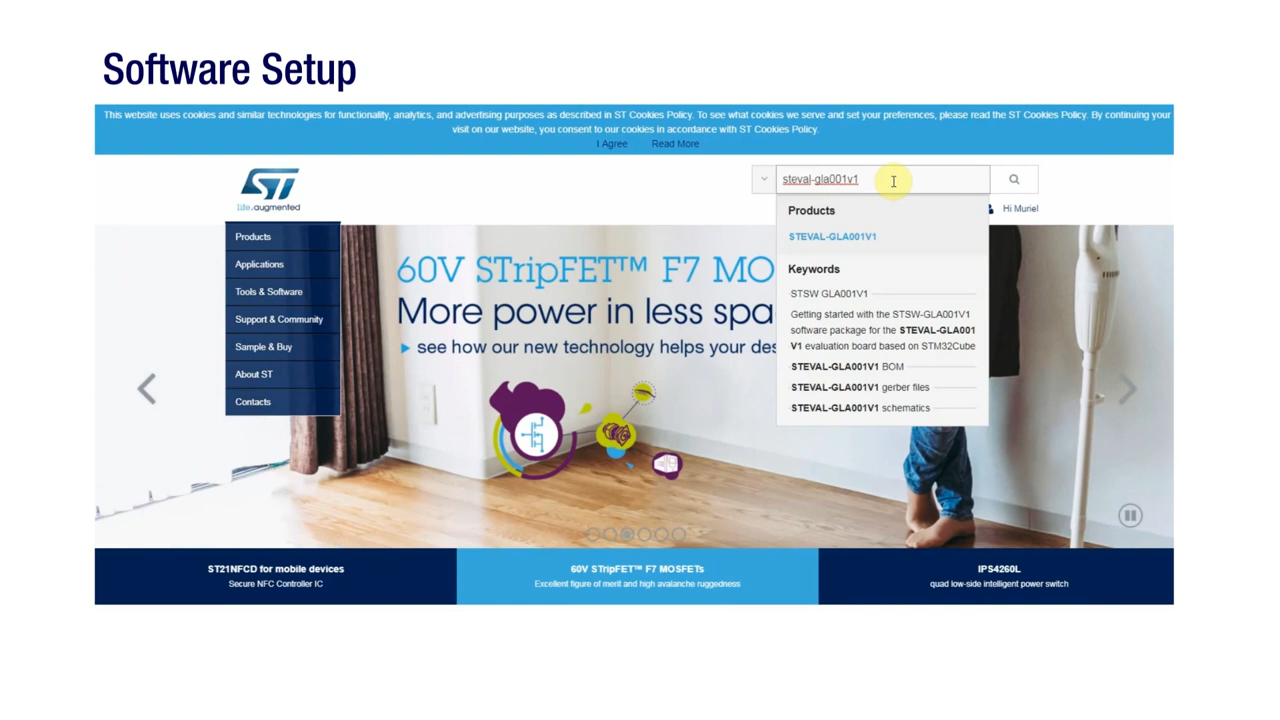 Software Setup
This website uses cookies and similar technologies for functionality, analytics, and advertising purposes as described in ST Cookies Policy. To see what cookies we serve and set your preferences, please read the ST Cookies Policy. By continuing your
visit on our website, you consent to our cookies in accordance with ST Cookies Policy.
I Agree Read More
ST
life.augmented
steval-gla001v1
Hi Muriel
Products
STEVAL-GLA001V1
Keywords
STSW GLA001V1
Getting started with the STSW-GLA001V1
software package for the STEVAL-GLA001
V1 evaluation board based on STM32Cube
STEVAL-GLA001V1 BOM
STEVAL-GLA001V1 gerber files
STEVAL-GLA001V1 schematics
Products
Applications
Tools & Software
Support & Community
Sample & Buy
About ST
Contacts
60V STripFET™ F7 MO
More power in less spa
see how our new technology helps your des
ST21NFCD for mobile devices
Secure NFC Controller IC
60V STripFET™ F7 MOSFETs
Excellent figure of merit and high avalanche ruggedness
IPS4260L
quad low-side intelligent power switch